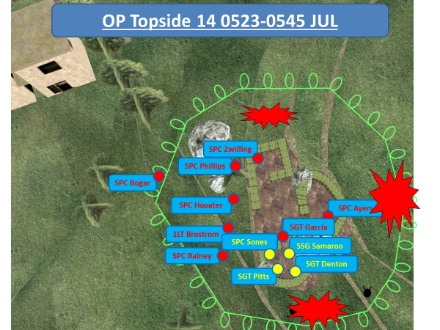 OP Topside 14 0523-0545 JUL
SPC Zwilling
SPC Phillips
SPC Bogar
SPC Hovater
SPC Ayers
SGT Garcia
1LT Brostrom
SPC Sones
SSG Samaroo
SPC Rainey
SGT Denton
SGT Pitts